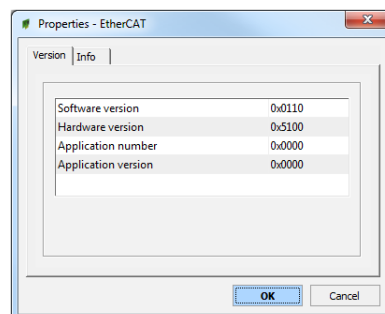 Properties - EtherCAT
Version Info
Software version 0x0110
Hardware version 0x5100
Application number 0x0000
Application version 0x0000
OK Cancel